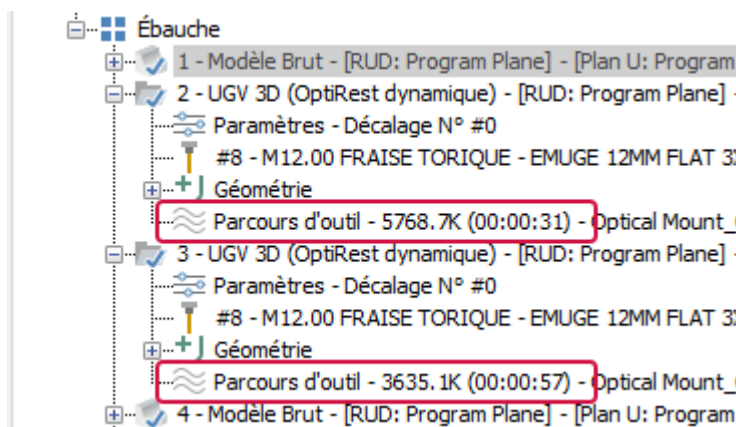 Ébauche
1 - Modèle Brut - [RUD: Program Plane] - [Plan U: Program
2 - UGV 3D (OptiRest dynamique) - [RUD: Program Plane] -
Paramètres - Décalage N° #0
#8 - M12.00 FRAISE TORIQUE - EMUGE 12MM FLAT 3X
Géométrie
Parcours d'outil - 5768.7K (00:00:31) - Optical Mount_
3 - UGV 3D (OptiRest dynamique) - [RUD: Program Plane] -
Paramètres - Décalage N° #0
#8 - M12.00 FRAISE TORIQUE - EMUGE 12MM FLAT 3X
Géométrie
Parcours d'outil - 3635.1K (00:00:57) - Optical Mount_
4 - Modèle Brut - [RUD: Program Plane] - [Plan U: Program